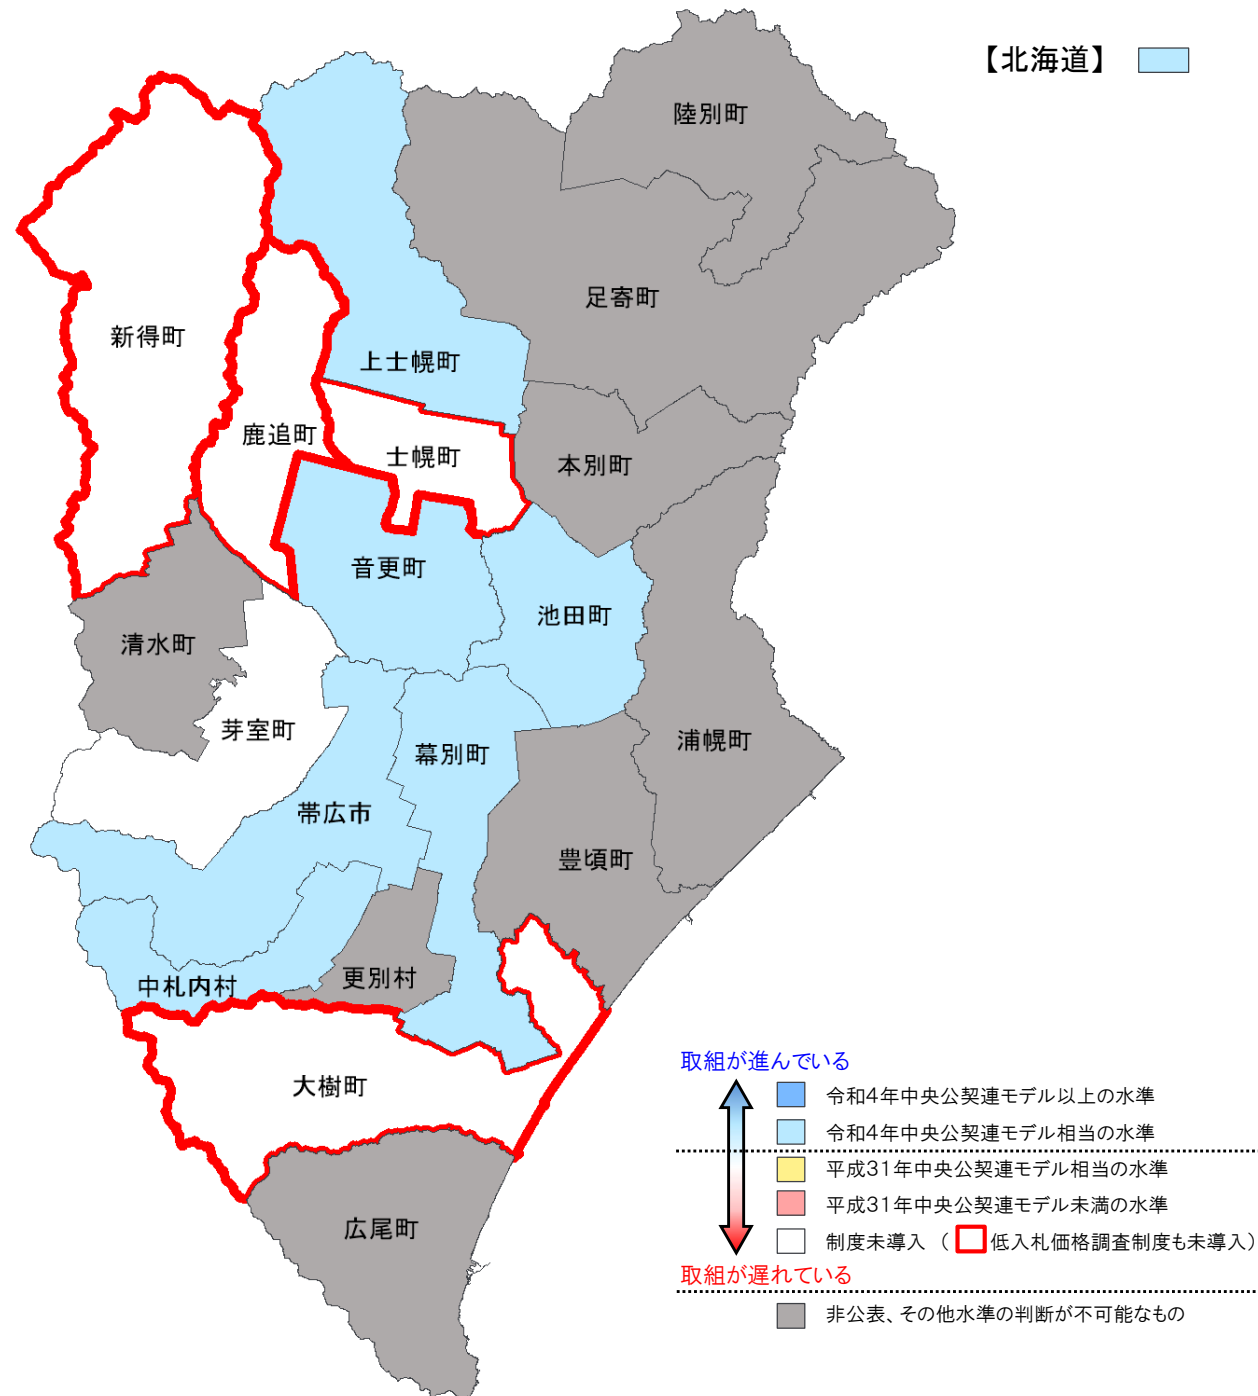 【北海道】
陸別町
足寄町
新得町
上士幌町
鹿追町
士幌町
本別町
音更町
池田町
清水町
芽室町
幕別町
浦幌町
帯広市
豊頃町
中札内村
更別村
大樹町
広尾町
取組が進んでいる
令和4年中央公契連モデル以上の水準
令和4年中央公契連モデル相当の水準
平成31年中央公契連モデル相当の水準
平成31年中央公契連モデル未満の水準
制度未導入 ( 低入札価格調査制度も未導入)
取組が遅れている
非公表、その他水準の判断が不可能なもの